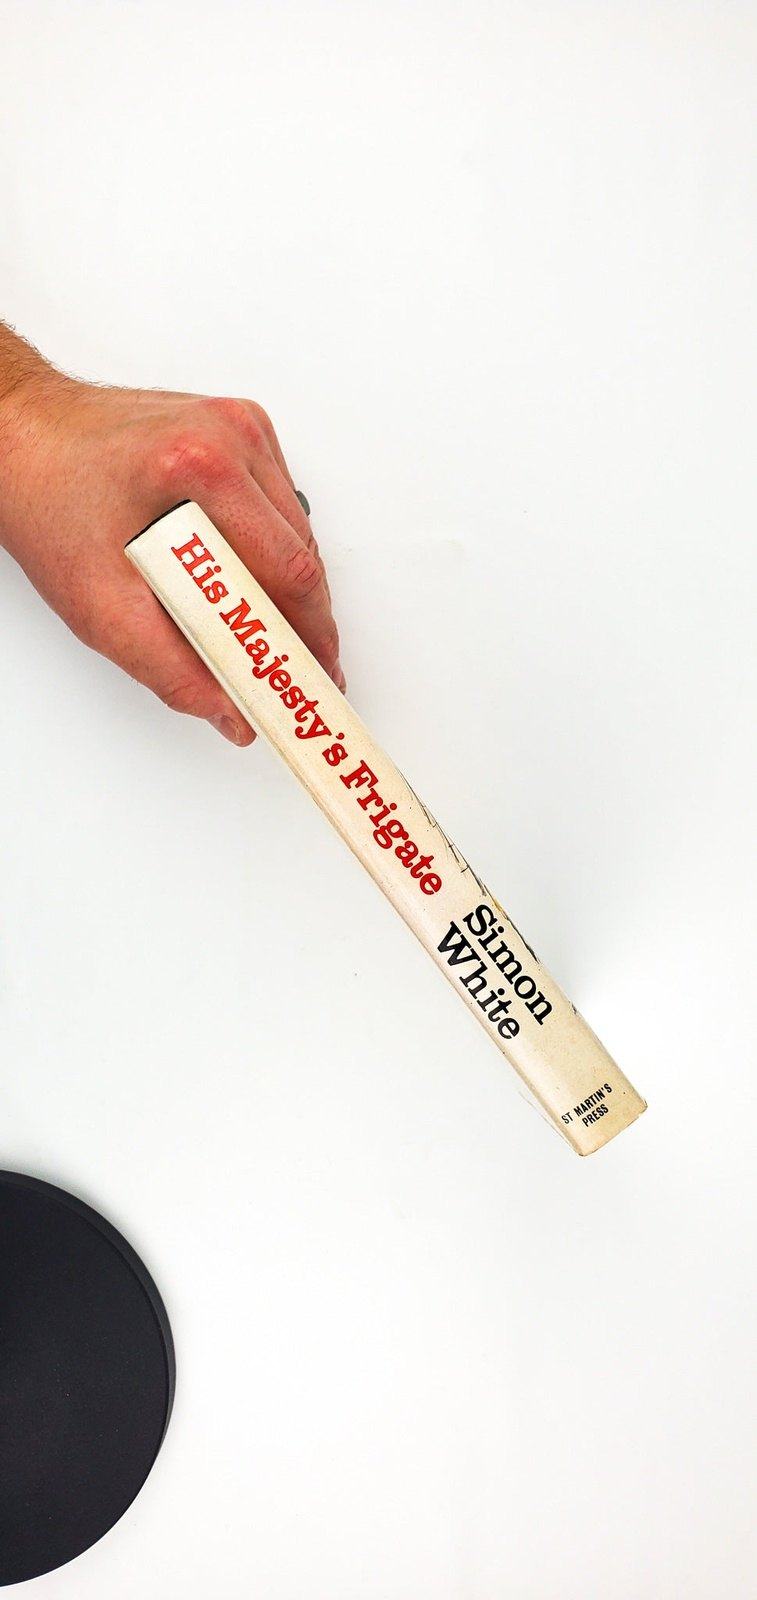 His Majesty's Frigate
Simon
White
ST MARTIN'S
PRESS